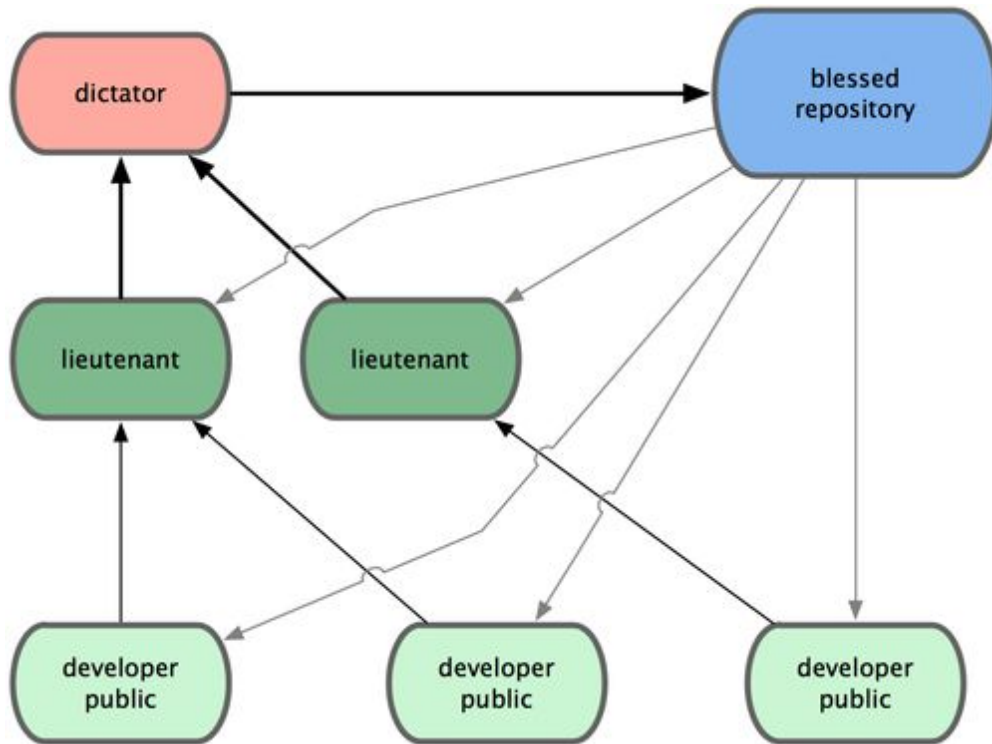 dictator
blessed
repository
lieutenant
lieutenant
developer
public
developer
public
developer
public